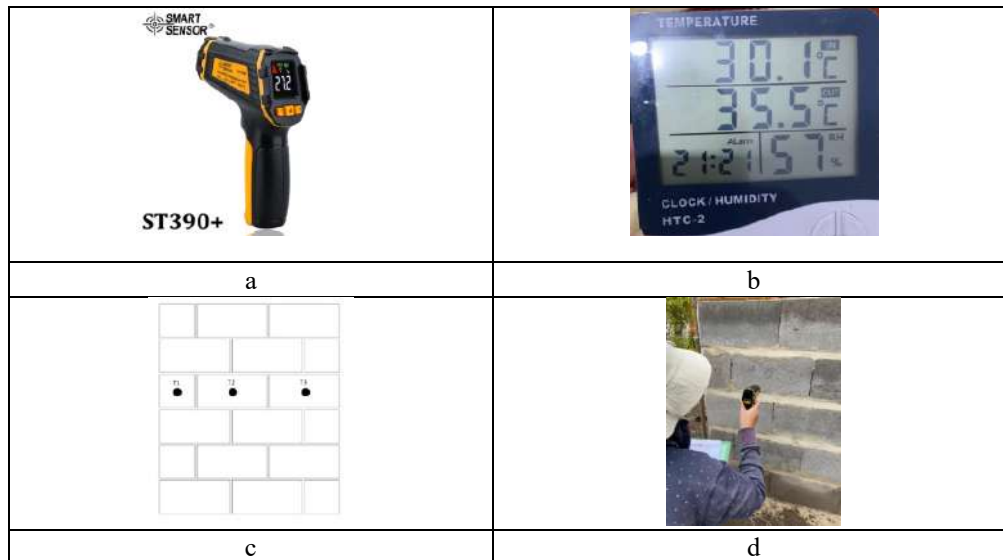 SMART
SENSOR®
272
ST390+
TEMPERATURE
30.1°C IN
35.5°C OUT
Alarm
21:21
57% RH
CLOCK / HUMIDITY
HTC-2
a
b
T1 T2 T3
c
d